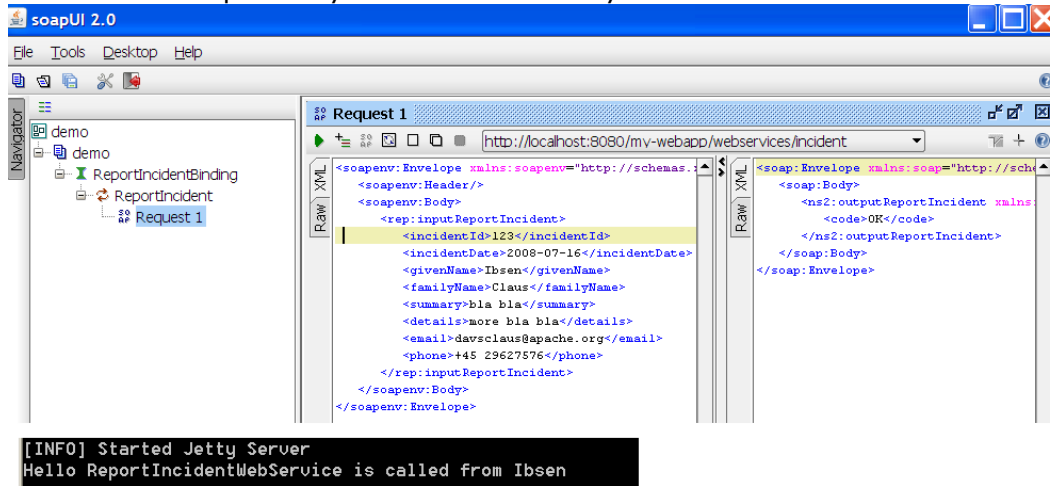 soapUI 2.0
File Tools Desktop Help
Navigator
demo
demo
ReportIncidentBinding
ReportIncident
Request 1
Request 1
http://localhost:8080/my-webapp/webservices/incident
XML
Raw
<soapenv:Envelope xmlns:soapenv="http://schemas.
<soapenv:Header/>
<soapenv:Body>
<rep:inputReportIncident>
<incidentId>123</incidentId>
<incidentDate>2008-07-16</incidentDate>
<givenName>Ibsen</givenName>
<familyName>Claus</familyName>
<summary>bla bla</summary>
<details>more bla bla</details>
<email>davsclaus@apache.org</email>
<phone>+45 29627576</phone>
</rep:inputReportIncident>
</soapenv:Body>
</soapenv:Envelope>
XML
Raw
<soap:Envelope xmlns:soap="http://sche
<soap:Body>
<ns2:outputReportIncident xmlns:
<code>OK</code>
</ns2:outputReportIncident>
</soap:Body>
</soap:Envelope>
[INFO] Started Jetty Server
Hello ReportIncidentWebService is called from Ibsen